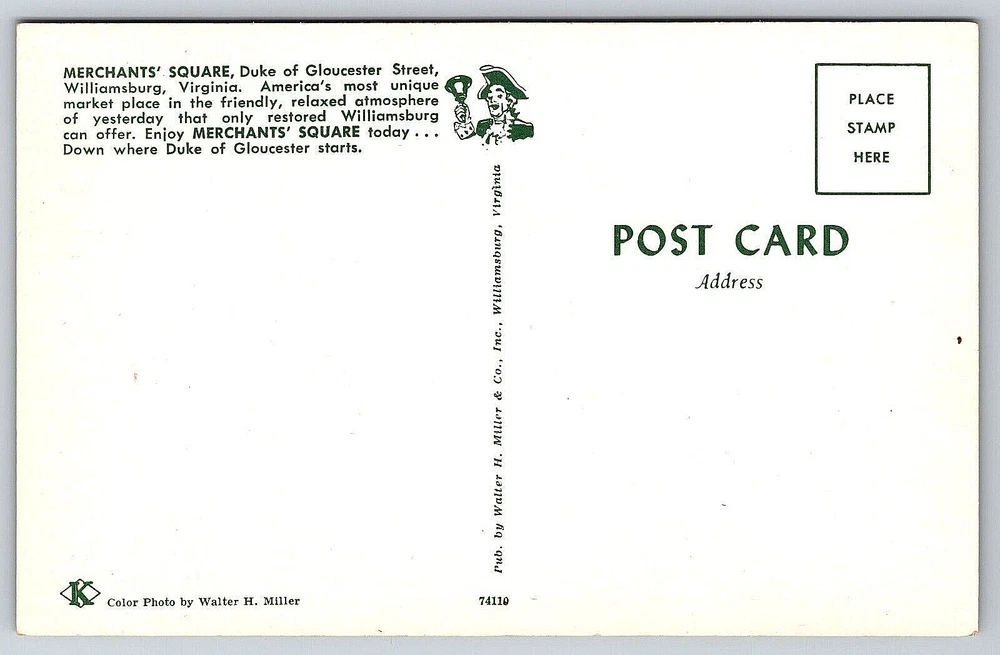 MERCHANTS' SQUARE, Duke of Gloucester Street,
Williamsburg, Virginia. America's most unique
market place in the friendly, relaxed atmosphere
of yesterday that only restored Williamsburg
can offer. Enjoy MERCHANTS' SQUARE today . . .
Down where Duke of Gloucester starts.
PLACE
STAMP
HERE
POST CARD
Address
Pub. by Walter H. Miller & Co., Inc., Williamsburg, Virginia
K
Color Photo by Walter H. Miller
74110